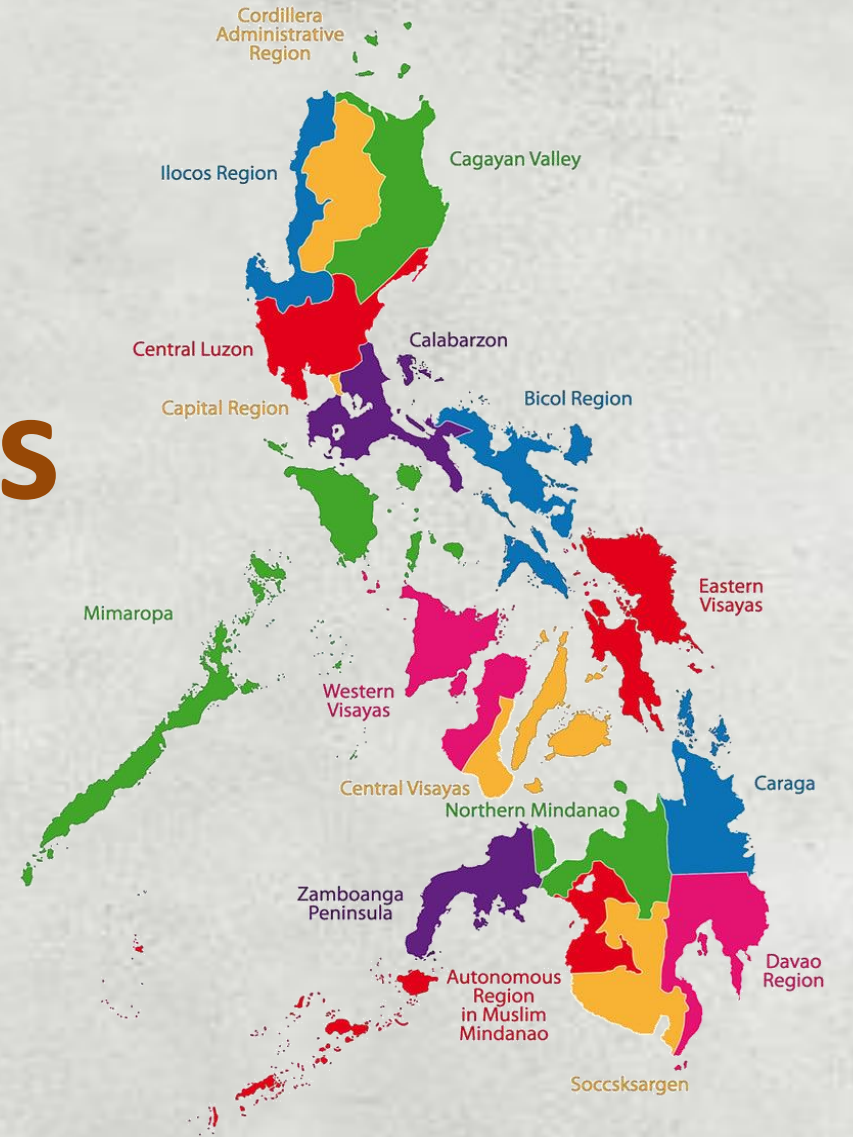 Cordillera
Administrative
Region
Cagayan Valley
Ilocos Region
Calabarzon
Central Luzon
Bicol Region
Capital Region
S
Eastern
Visayas
Mimaropa
Western
Visayas
Central Visayas
Caraga
Northern Mindanao
Zamboanga
Peninsula
Davao
Region
Autonomous
Region
in Muslim
Mindanao
Soccsksargen